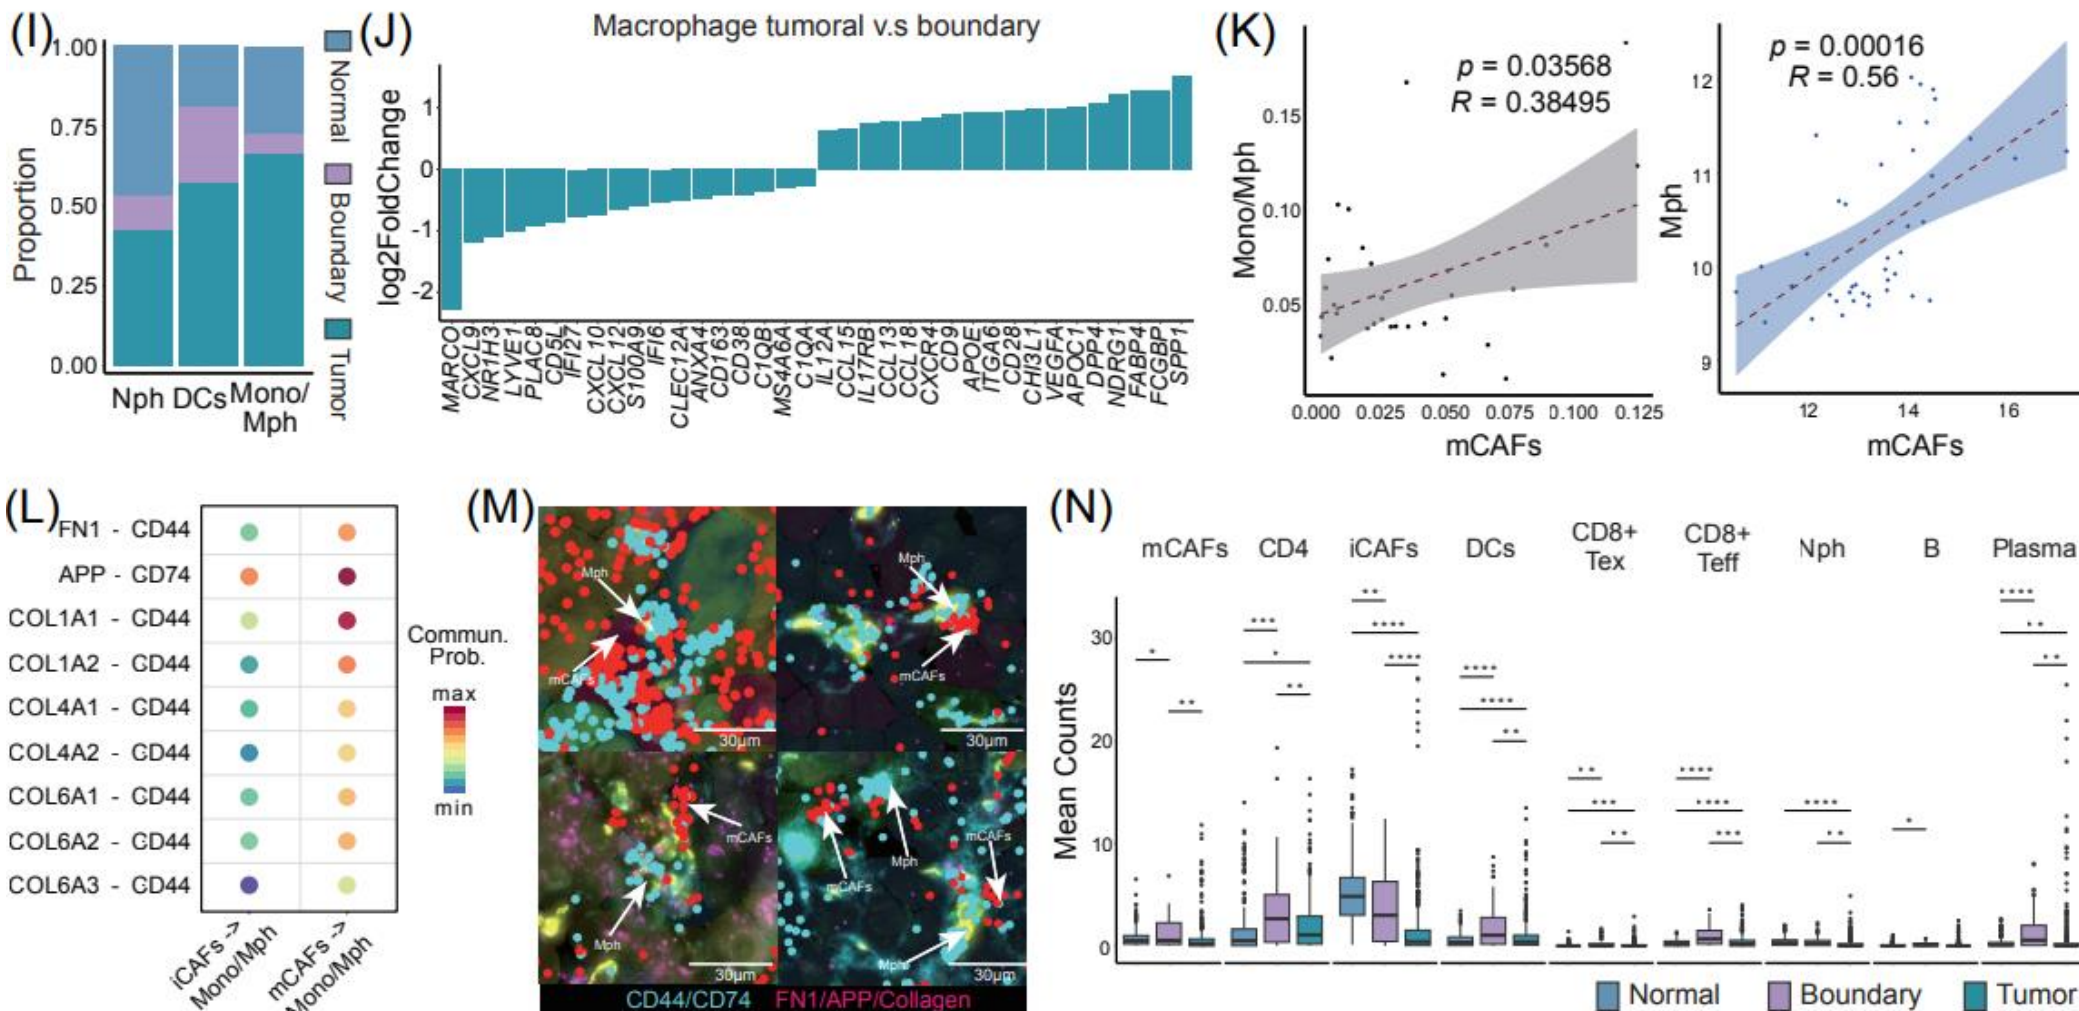 (I)
1.00
0.75
0.50
0.25
0.00
Proportion
Nph DCs Mono/
Mph
Normal
Boundary
Tumor
(J)
Macrophage tumoral v.s boundary
log2FoldChange
1
0
-1
-2
MARCO
CXCL9
NR1H3
LYVE1
PLAC8
CD5L
IFI27
CXCL10
CXCL12
S100A9
IFI6
CLEC12A
ANXA4
CD163
CD38
C1QB
MS4A6A
C1QA
IL12A
CCL15
IL17RB
CCL13
CCL18
CXCR4
CD9
APOE
ITGA6
CD28
CHI3L1
VEGFA
APOC1
DPP4
NDRG1
FABP4
FCGBP
SPP1
(K)
p = 0.03568
R = 0.38495
Mono/Mph
0.15
0.10
0.05
0.000 0.025 0.050 0.075 0.100 0.125
mCAFs
p = 0.00016
R = 0.56
Mph
12
11
10
9
12 14 16
mCAFs
(L)
FN1 - CD44
APP - CD74
COL1A1 - CD44
COL1A2 - CD44
COL4A1 - CD44
COL4A2 - CD44
COL6A1 - CD44
COL6A2 - CD44
COL6A3 - CD44
iCAFs ->
Mono/Mph
mCAFs ->
Mono/Mph
Commun.
Prob.
max
min
(M)
Mph
mCAFs
30μm
Mph
mCAFs
30μm
mCAFs
Mph
30μm
mCAFs
Mph
mCAFs
Mph
30μm
CD44/CD74 FN1/APP/Collagen
(N)
mCAFs CD4 iCAFs DCs CD8+
Tex CD8+
Teff Nph B Plasma
Mean Counts
30
20
10
0
* **
*** * **
** **** ****
**** **** **
** *** **
**** **** ***
**** **
*
**** ** **
Normal Boundary Tumor